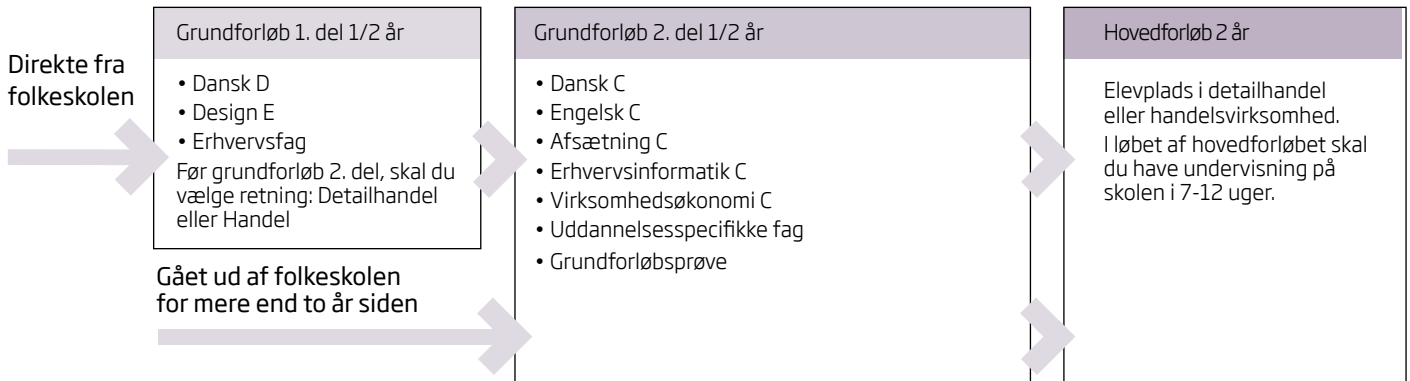 Direkte fra
folkeskolen
Grundforløb 1. del 1/2 år
• Dansk D
• Design E
• Erhvervsfag
Før grundforløb 2. del, skal du
vælge retning: Detailhandel
eller Handel
Gået ud af folkeskolen
for mere end to år siden
Grundforløb 2. del 1/2 år
• Dansk C
• Engelsk C
• Afsætning C
• Erhvervsinformatik C
• Virksomhedsøkonomi C
• Uddannelsesspecifikke fag
• Grundforløbsprøve
Hovedforløb 2 år
Elevplads i detailhandel
eller handelsvirksomhed.
I løbet af hovedforløbet skal
du have undervisning på
skolen i 7-12 uger.